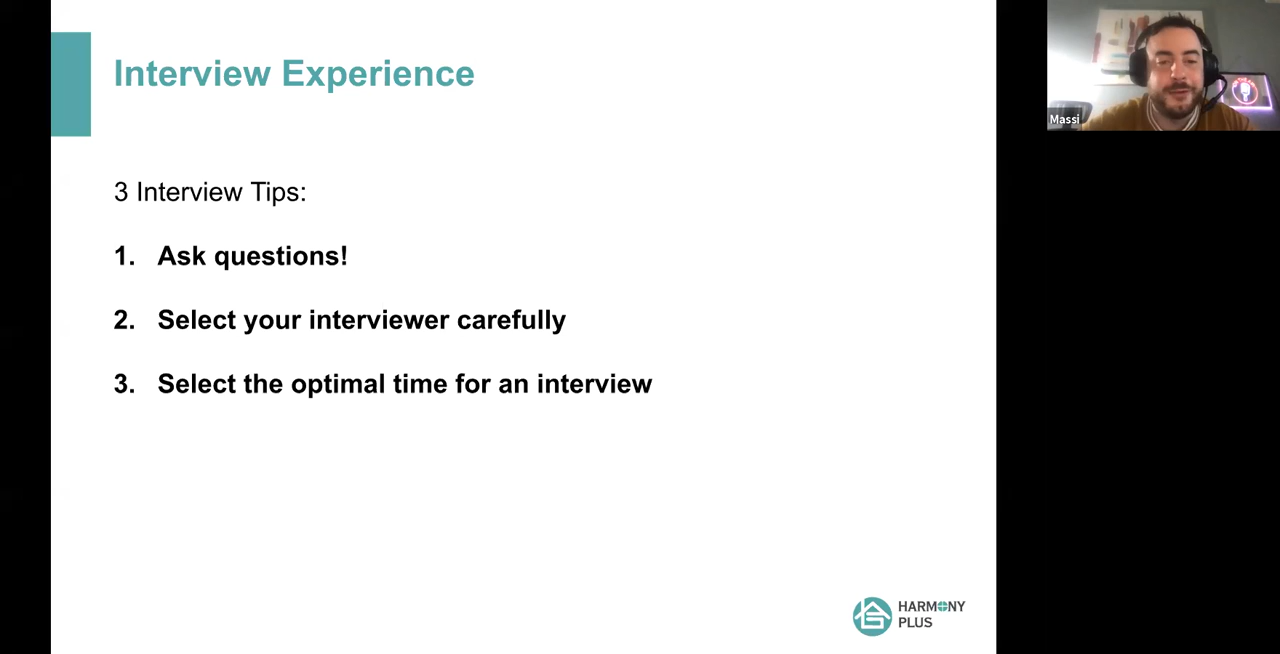 Interview Experience
3 Interview Tips:
1. Ask questions!
2. Select your interviewer carefully
3. Select the optimal time for an interview
HARMONY
PLUS
Massi